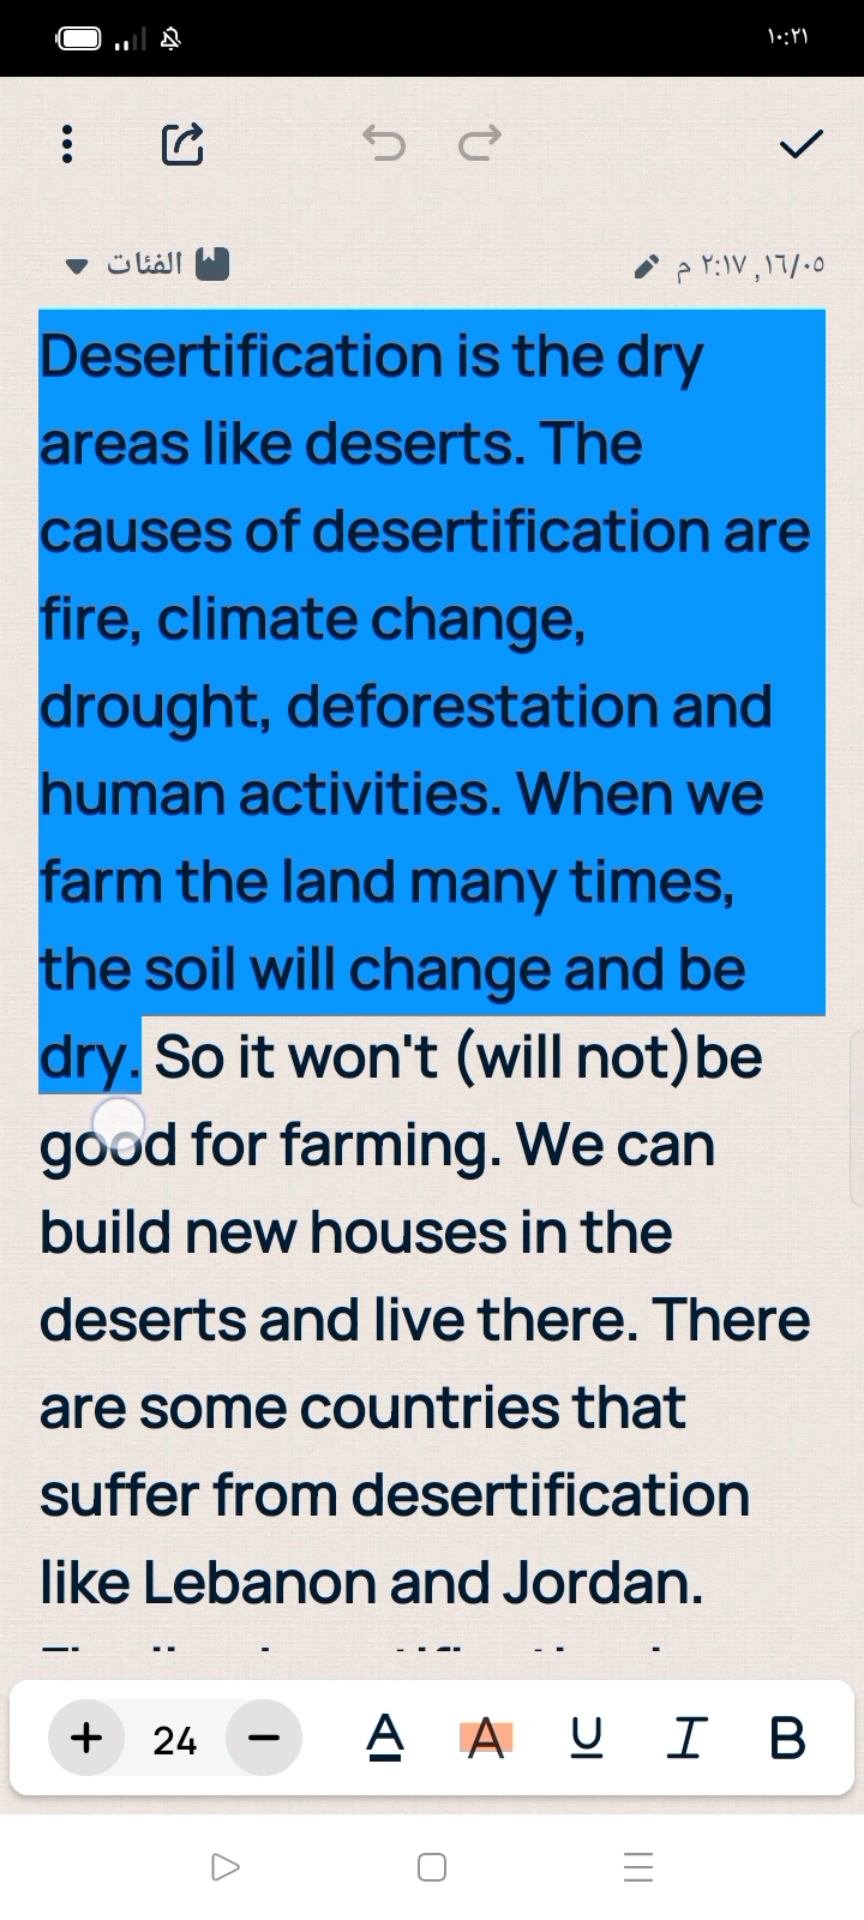 ١٠:٢١
الفئات
١٦/٠٥, ٢:١٧ م
Desertification is the dry
areas like deserts. The
causes of desertification are
fire, climate change,
drought, deforestation and
human activities. When we
farm the land many times,
the soil will change and be
dry. So it won't (will not)be
good for farming. We can
build new houses in the
deserts and live there. There
are some countries that
suffer from desertification
like Lebanon and Jordan.
+ 24 −
A A U I B